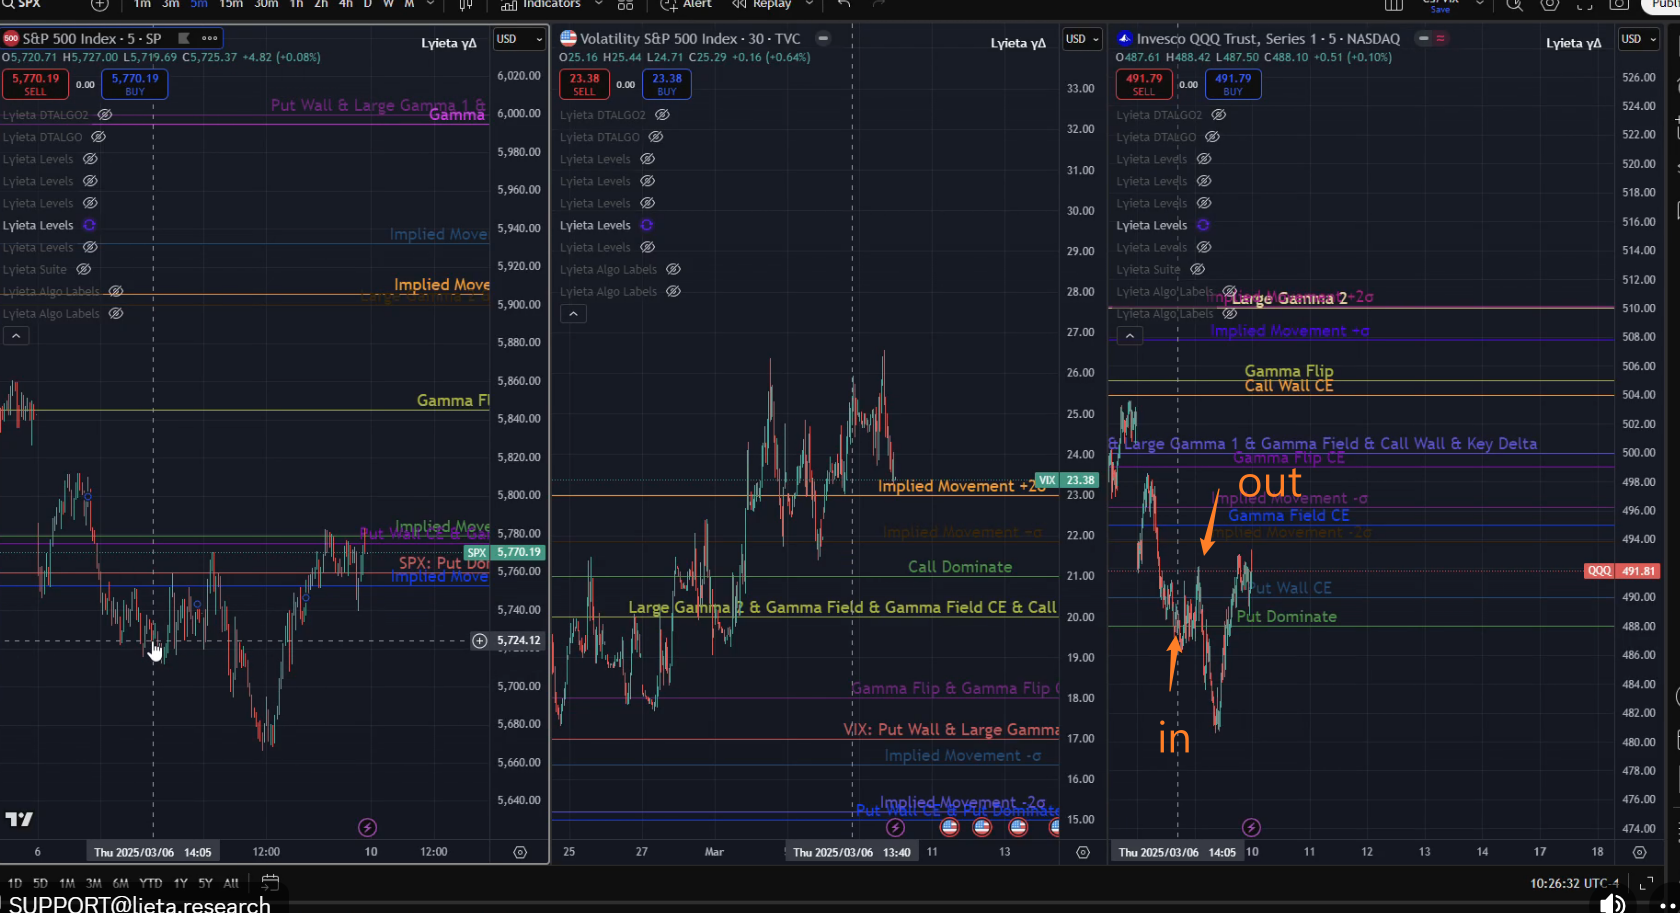 SPX
1m 3m 5m 15m 30m 1h 2h 4h D W M
Indicators
Alert
Replay
Save
Publi
S&P 500 Index · 5 · SP
Lyieta γΔ
USD
O5,720.71 H5,727.00 L5,719.69 C5,725.37 +4.82 (+0.08%)
5,770.19
SELL
0.00
5,770.19
BUY
Lyieta DTALGO2
Lyieta DTALGO
Lyieta Levels
Lyieta Levels
Lyieta Levels
Lyieta Levels
Lyieta Levels
Lyieta Suite
Lyieta Algo Labels
Lyieta Algo Labels
Put Wall & Large Gamma 1 &
Gamma
Implied Move
Implied Move
Gamma Fl
Implied Move
Put Wall CE & Ga
SPX: Put Do
Implied Move
6,020.00
6,000.00
5,980.00
5,960.00
5,940.00
5,920.00
5,900.00
5,880.00
5,860.00
5,840.00
5,820.00
5,800.00
5,780.00
SPX 5,770.19
5,760.00
5,740.00
5,724.12
5,700.00
5,680.00
5,660.00
5,640.00
6
Thu 2025/03/06 14:05
12:00
10
12:00
Volatility S&P 500 Index · 30 · TVC
Lyieta γΔ
USD
O25.16 H25.44 L24.71 C25.29 +0.16 (+0.64%)
23.38
SELL
0.00
23.38
BUY
Lyieta DTALGO2
Lyieta DTALGO
Lyieta Levels
Lyieta Levels
Lyieta Levels
Lyieta Levels
Lyieta Levels
Lyieta Algo Labels
Lyieta Algo Labels
Implied Movement +2σ
Implied Movement +σ
Call Dominate
Large Gamma 2 & Gamma Field & Gamma Field CE & Call
Gamma Flip & Gamma Flip C
VIX: Put Wall & Large Gamma
Implied Movement -σ
Implied Movement -2σ
Put Wall CE & Put Dominate
33.00
32.00
31.00
30.00
29.00
28.00
27.00
26.00
25.00
24.00
VIX 23.38
23.00
22.00
21.00
20.00
19.00
18.00
17.00
16.00
15.00
25
27
Mar
Thu 2025/03/06 13:40
11
13
Invesco QQQ Trust, Series 1 · 5 · NASDAQ
Lyieta γΔ
USD
O487.61 H488.42 L487.50 C488.10 +0.51 (+0.10%)
491.79
SELL
0.00
491.79
BUY
Lyieta DTALGO2
Lyieta DTALGO
Lyieta Levels
Lyieta Levels
Lyieta Levels
Lyieta Levels
Lyieta Levels
Lyieta Suite
Lyieta Algo Labels
Lyieta Algo Labels
Implied Movement +2σ
Large Gamma 2
Implied Movement +σ
Gamma Flip
Call Wall CE
& Large Gamma 1 & Gamma Field & Call Wall & Key Delta
Gamma Flip CE
out
Implied Movement -σ
Gamma Field CE
Implied Movement -2σ
Put Wall CE
Put Dominate
in
526.00
524.00
522.00
520.00
518.00
516.00
514.00
512.00
510.00
508.00
506.00
504.00
502.00
500.00
498.00
496.00
494.00
QQQ 491.81
490.00
488.00
486.00
484.00
482.00
480.00
478.00
476.00
474.00
Thu 2025/03/06 14:05
10
11
12
13
14
17
18
1D 5D 1M 3M 6M YTD 1Y 5Y All
10:26:32 UTC-4
SUPPORT@lieta.research